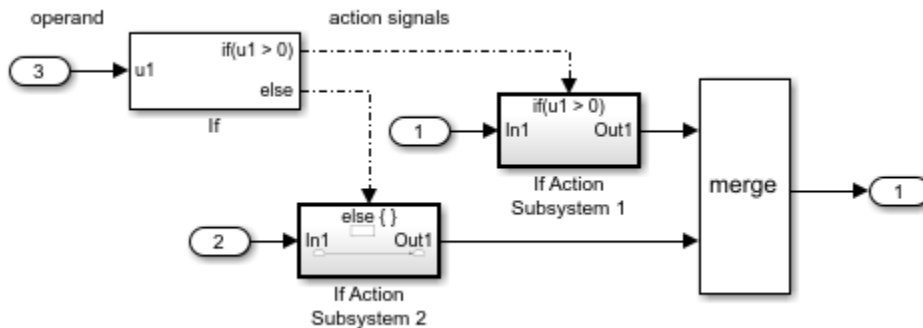 operand
action signals
if(u1 > 0)
3
u1
else
If
if(u1 > 0)
1
In1
Out1
If Action
Subsystem 1
merge
1
else { }
2
In1
Out1
If Action
Subsystem 2